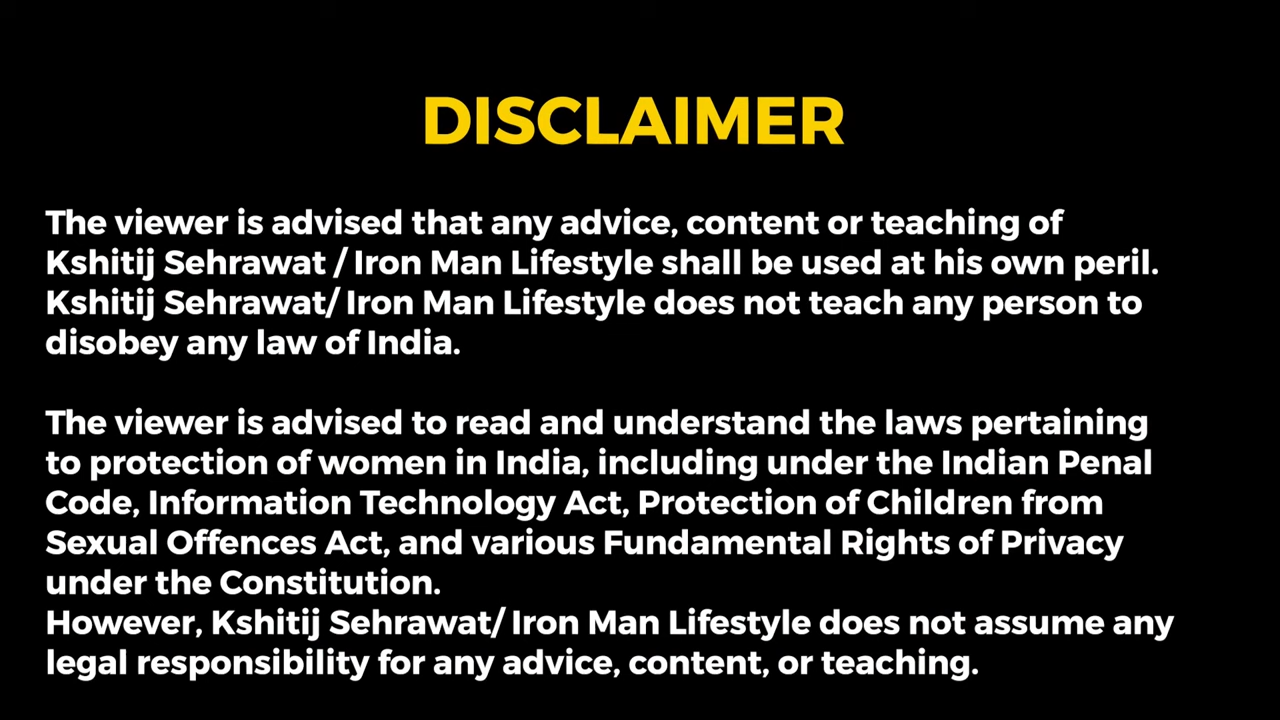 DISCLAIMER
The viewer is advised that any advice, content or teaching of
Kshitij Sehrawat / Iron Man Lifestyle shall be used at his own peril.
Kshitij Sehrawat/ Iron Man Lifestyle does not teach any person to
disobey any law of India.
The viewer is advised to read and understand the laws pertaining
to protection of women in India, including under the Indian Penal
Code, Information Technology Act, Protection of Children from
Sexual Offences Act, and various Fundamental Rights of Privacy
under the Constitution.
However, Kshitij Sehrawat/ Iron Man Lifestyle does not assume any
legal responsibility for any advice, content, or teaching.